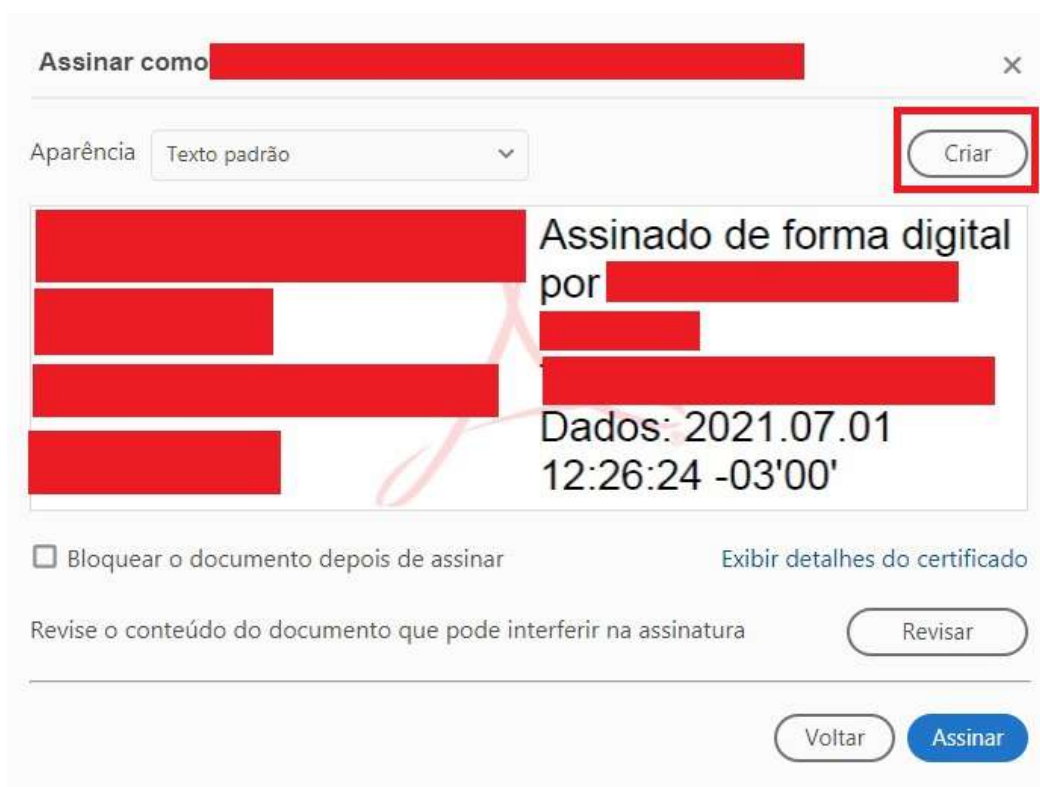 Assinar como
Aparência Texto padrão Criar
Assinado de forma digital
por
Dados: 2021.07.01
12:26:24 -03'00'
Bloquear o documento depois de assinar Exibir detalhes do certificado
Revise o conteúdo do documento que pode interferir na assinatura Revisar
Voltar Assinar